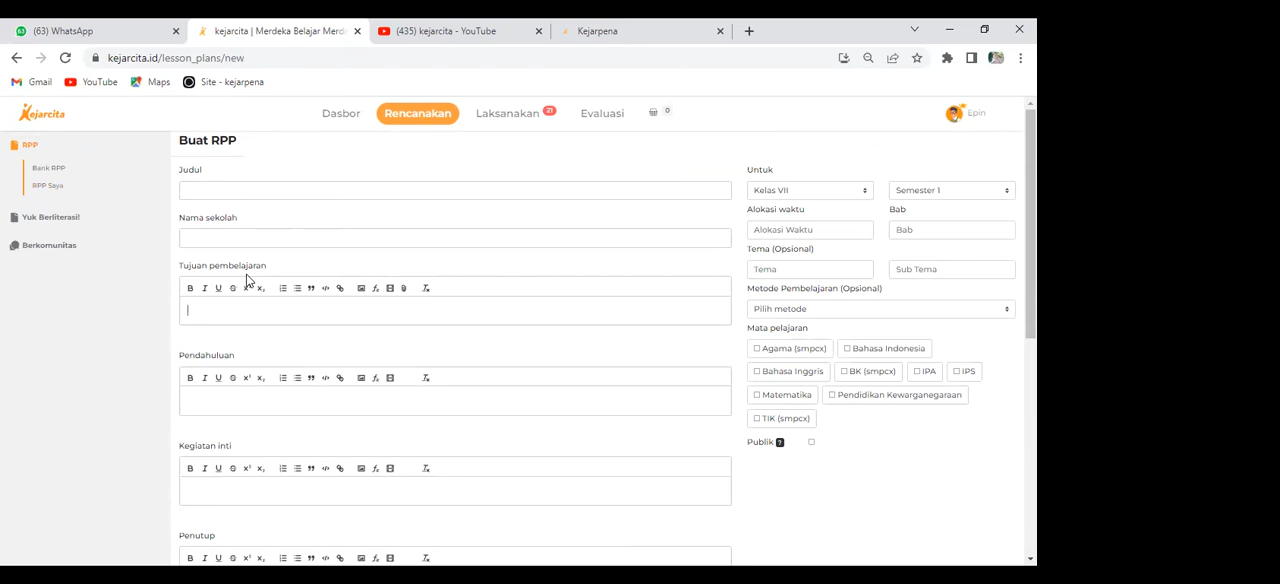 (63) WhatsApp
kejarcita | Merdeka Belajar Merde
(435) kejarcita - YouTube
Kejarpena
kejarcita.id/lesson_plans/new
Gmail
YouTube
Maps
Site - kejarpena
kejarcita
Dasbor
Rencanakan
Laksanakan 21
Evaluasi
0
Epin
RPP
Bank RPP
RPP Saya
Yuk Berliterasi!
Berkomunitas
Buat RPP
Judul
Nama sekolah
Tujuan pembelajaran
Pendahuluan
Kegiatan inti
Penutup
Untuk
Kelas VII
Semester 1
Alokasi waktu
Bab
Alokasi Waktu
Bab
Tema (Opsional)
Tema
Sub Tema
Metode Pembelajaran (Opsional)
Pilih metode
Mata pelajaran
Agama (smpcx)
Bahasa Indonesia
Bahasa Inggris
BK (smpcx)
IPA
IPS
Matematika
Pendidikan Kewarganegaraan
TIK (smpcx)
Publik ?